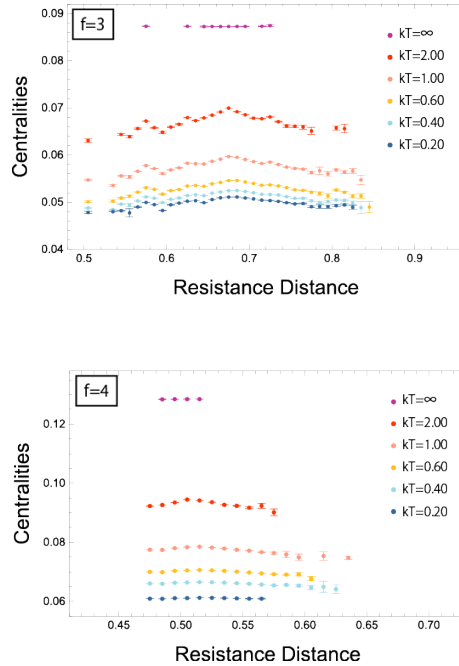 f=3
Centralities
0.09
0.08
0.07
0.06
0.05
0.04
kT=∞
kT=2.00
kT=1.00
kT=0.60
kT=0.40
kT=0.20
0.5 0.6 0.7 0.8 0.9
Resistance Distance
f=4
Centralities
0.12
0.10
0.08
0.06
kT=∞
kT=2.00
kT=1.00
kT=0.60
kT=0.40
kT=0.20
0.45 0.50 0.55 0.60 0.65 0.70
Resistance Distance